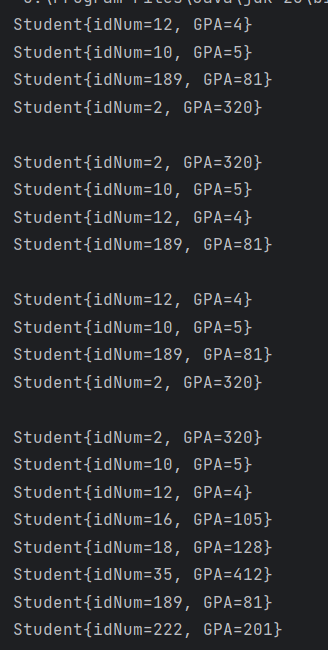 Student{idNum=12, GPA=4}
Student{idNum=10, GPA=5}
Student{idNum=189, GPA=81}
Student{idNum=2, GPA=320}
Student{idNum=2, GPA=320}
Student{idNum=10, GPA=5}
Student{idNum=12, GPA=4}
Student{idNum=189, GPA=81}
Student{idNum=12, GPA=4}
Student{idNum=10, GPA=5}
Student{idNum=189, GPA=81}
Student{idNum=2, GPA=320}
Student{idNum=2, GPA=320}
Student{idNum=10, GPA=5}
Student{idNum=12, GPA=4}
Student{idNum=16, GPA=105}
Student{idNum=18, GPA=128}
Student{idNum=35, GPA=412}
Student{idNum=189, GPA=81}
Student{idNum=222, GPA=201}